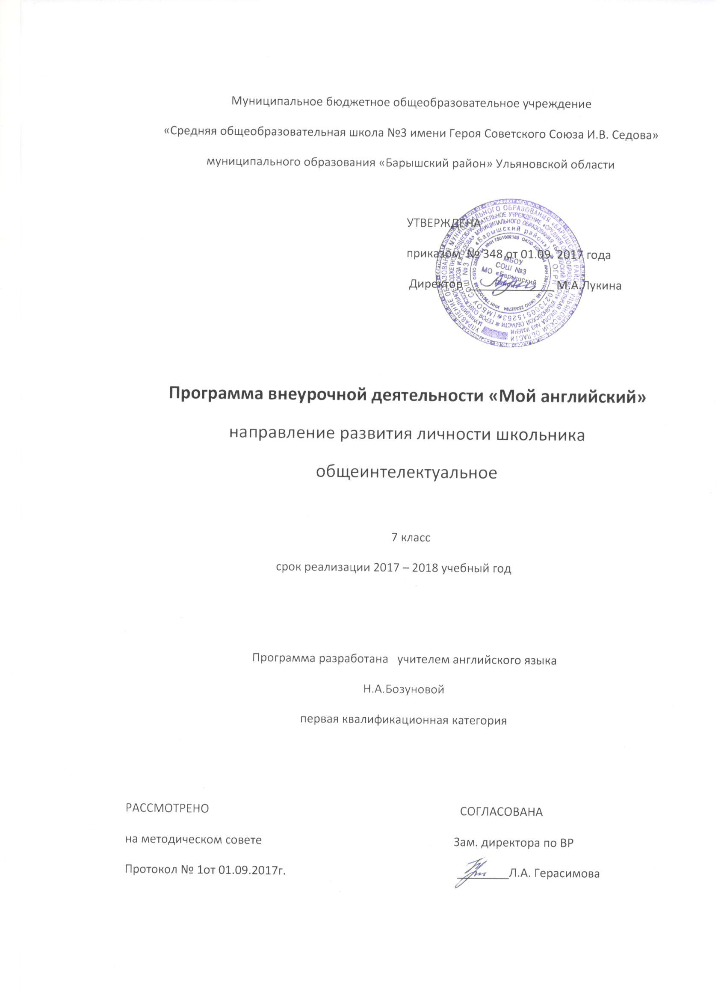 Муниципальное бюджетное общеобразовательное учреждение
«Средняя общеобразовательная школа №3 имени Героя Советского Союза И.В. Седова»
муниципального образования «Барышский район» Ульяновской области
УТВЕРЖДЕНА
приказом № 348 от 01.09. 2017 года
Директор ______________ М.А.Лукина
МБОУ
СОШ №3
МО «Барышский
район»
Программа внеурочной деятельности «Мой английский»
направление развития личности школьника
общеинтелектуальное
7 класс
срок реализации 2017 – 2018 учебный год
Программа разработана учителем английского языка
Н.А.Бозуновой
первая квалификационная категория
РАССМОТРЕНО
на методическом совете
Протокол № 1от 01.09.2017г.
СОГЛАСОВАНА
Зам. директора по ВР
________Л.А. Герасимова